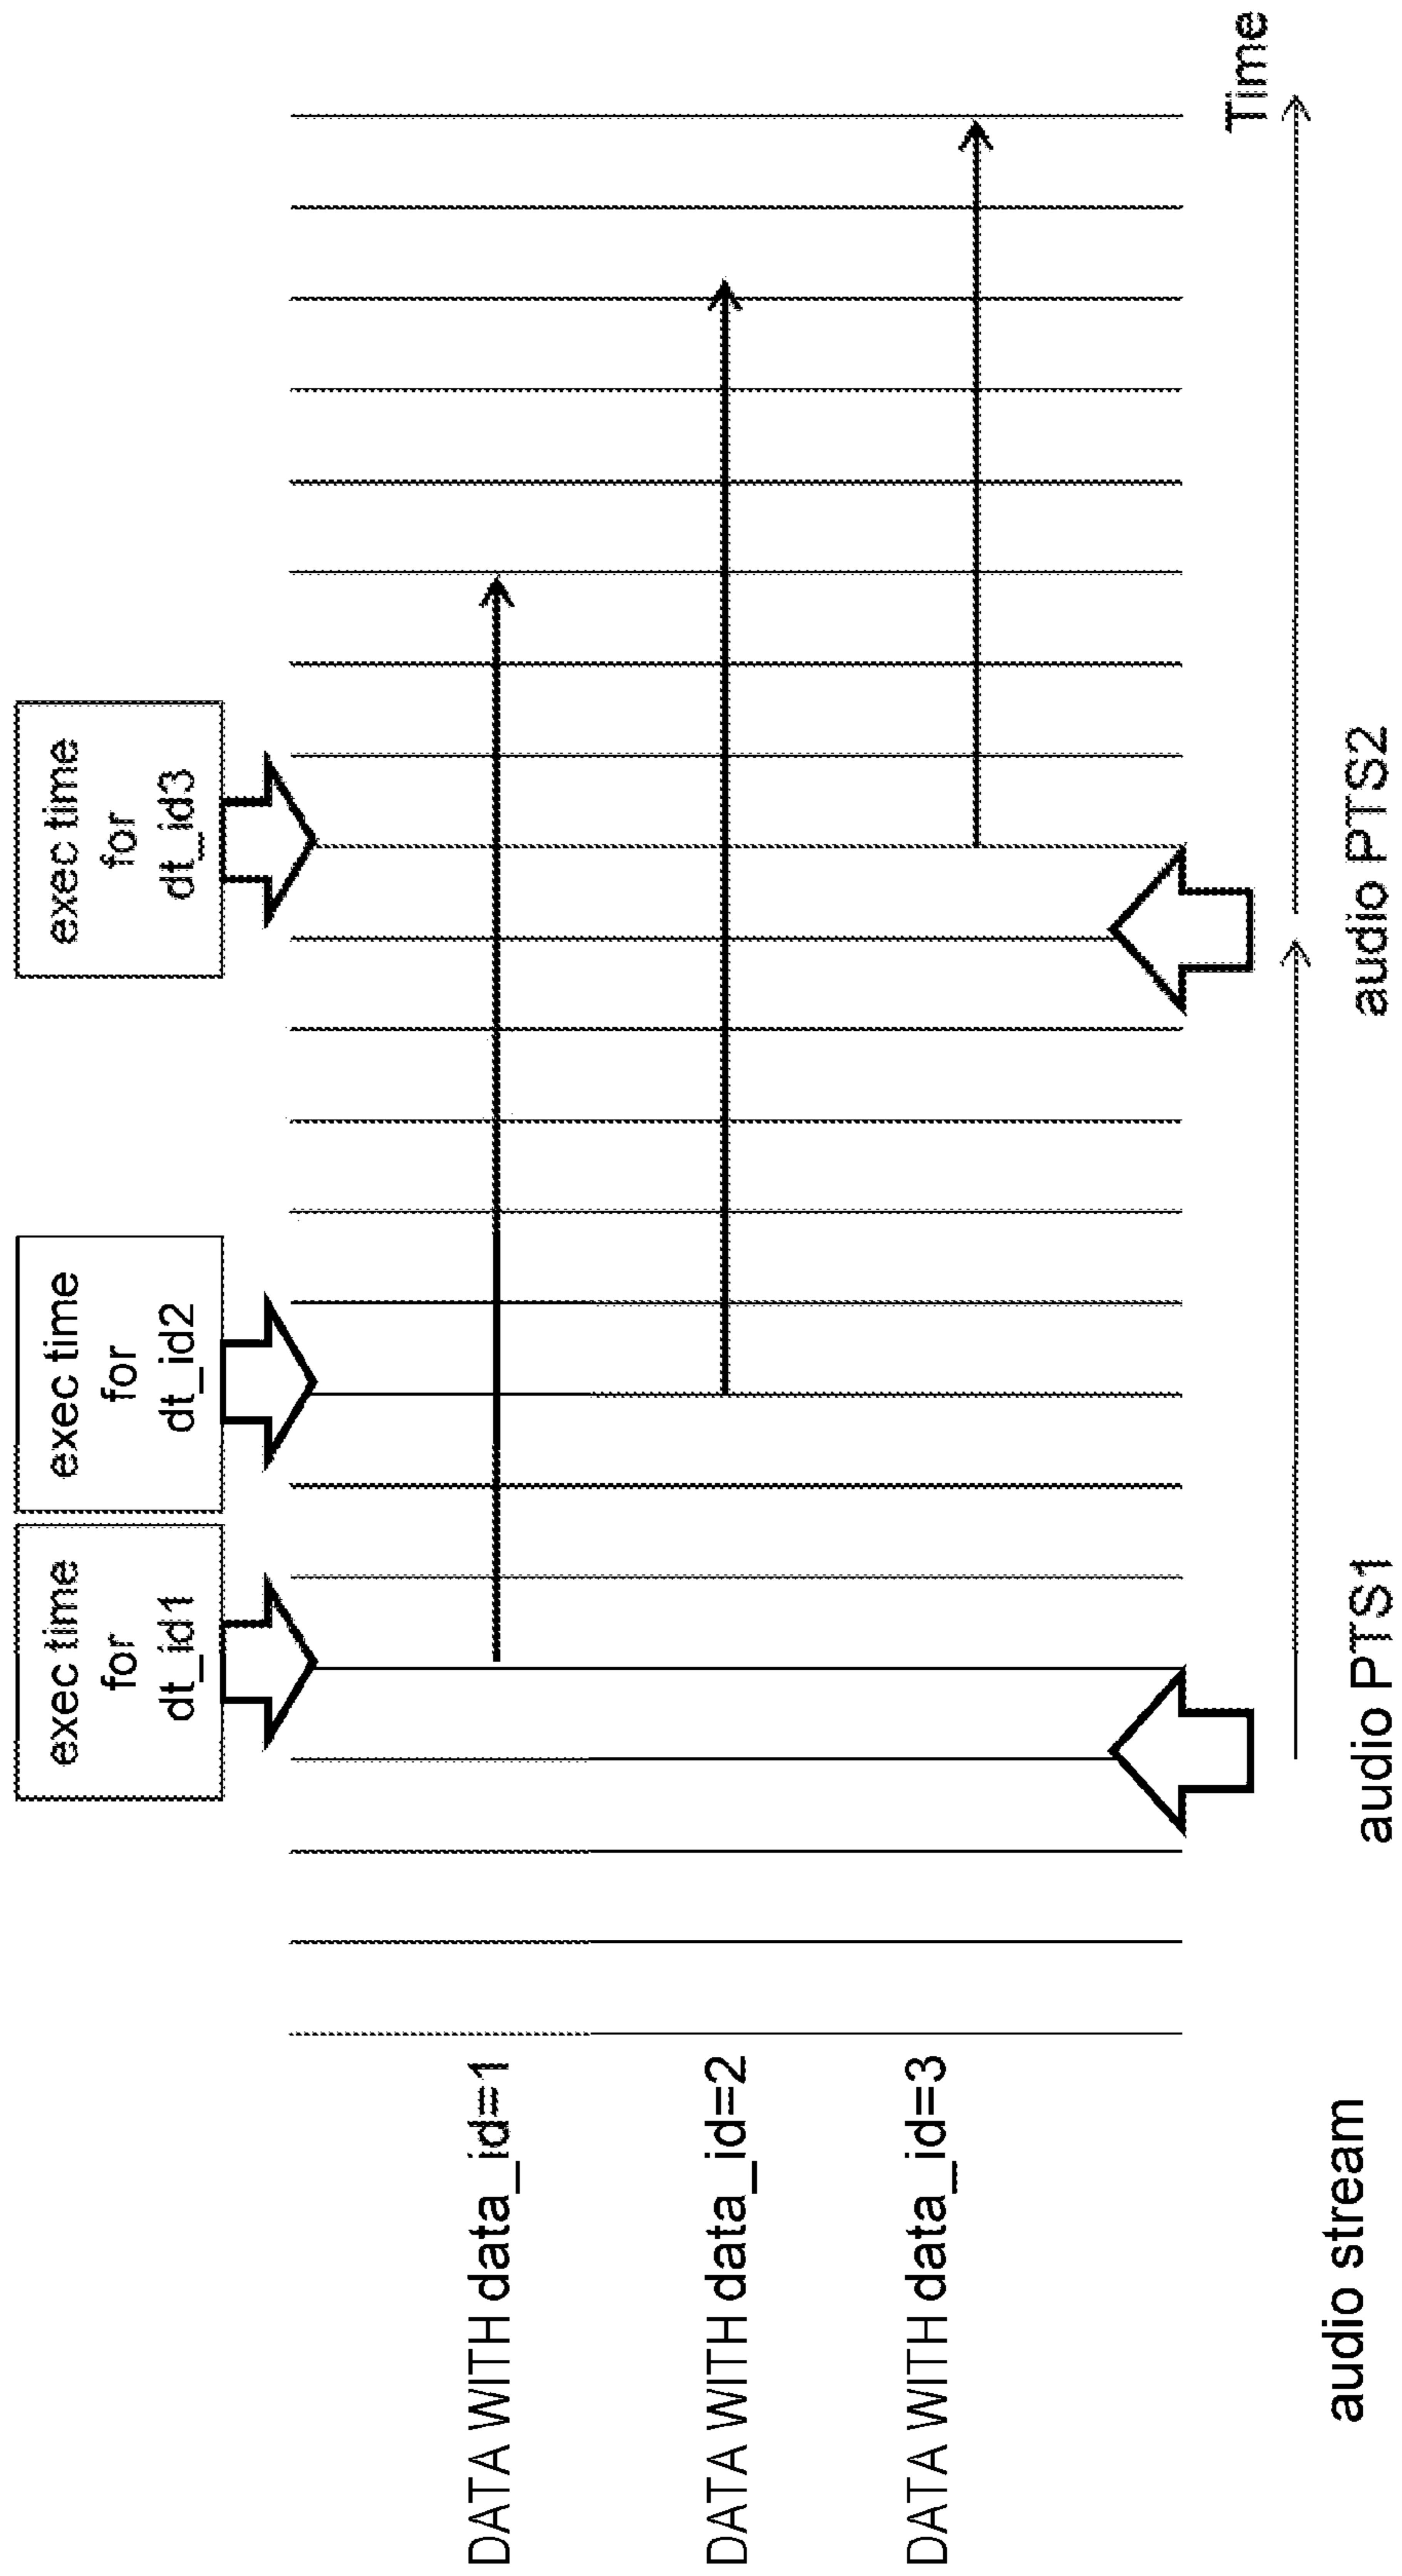 exec time
for
dt_id1
exec time
for
dt_id2
exec time
for
dt_id3
DATA WITH data_id=1
DATA WITH data_id=2
DATA WITH data_id=3
Time
audio stream
audio PTS1
audio PTS2